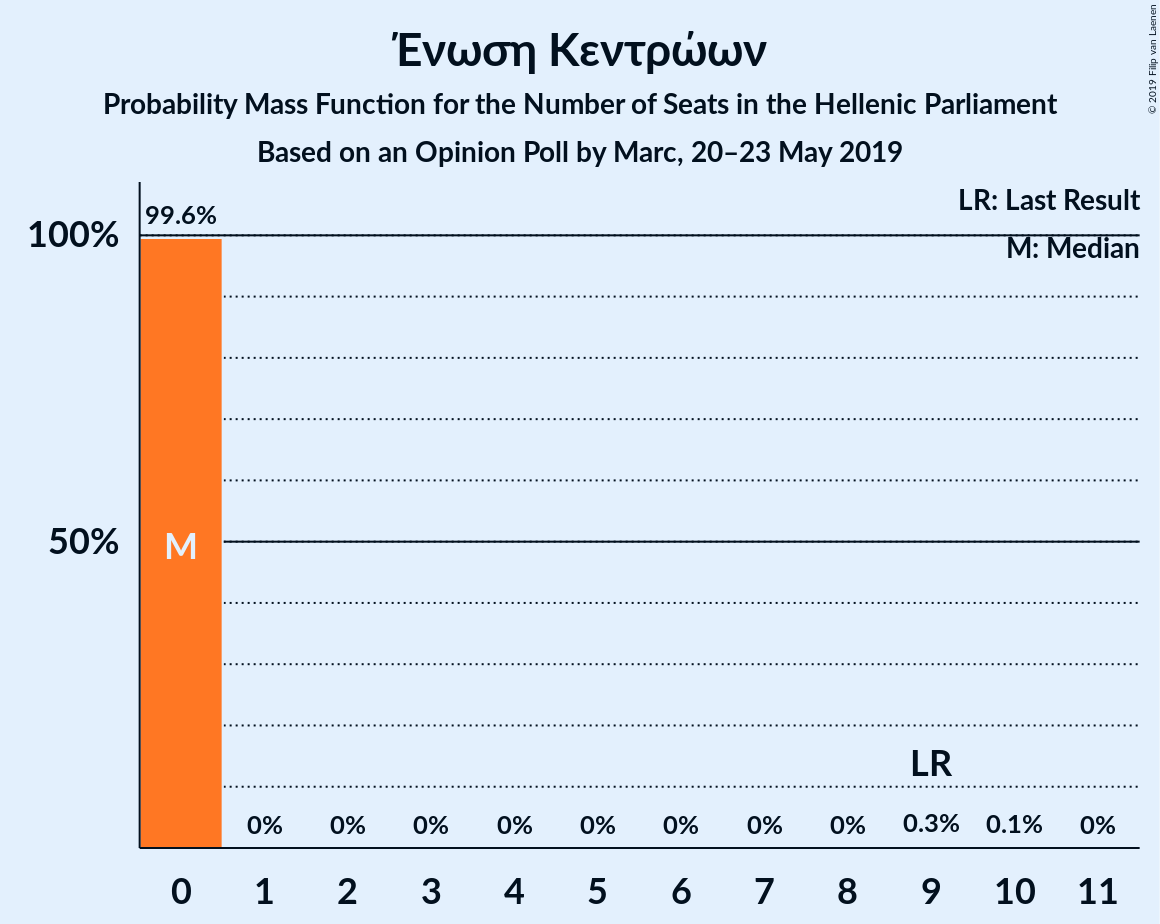 Ένωση Κεντρώων
Probability Mass Function for the Number of Seats in the Hellenic Parliament
Based on an Opinion Poll by Marc, 20–23 May 2019
© 2019 Filip van Laenen
LR: Last Result
M: Median
100%
50%
99.6%
M
LR
0% 0% 0% 0% 0% 0% 0% 0% 0.3% 0.1% 0%
0 1 2 3 4 5 6 7 8 9 10 11